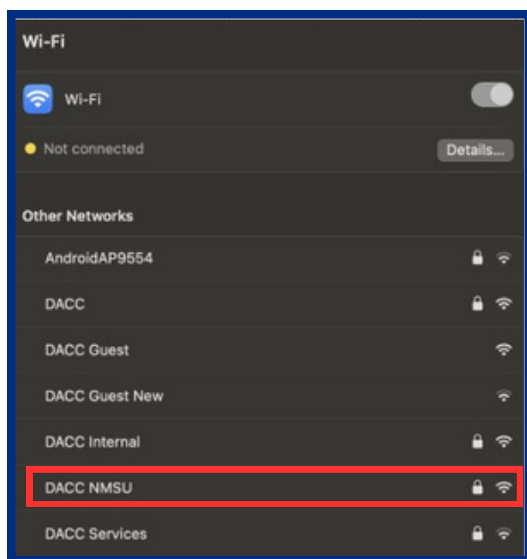 Wi-Fi
Wi-Fi
Not connected Details...
Other Networks
AndroidAP9554
DACC
DACC Guest
DACC Guest New
DACC Internal
DACC NMSU
DACC Services